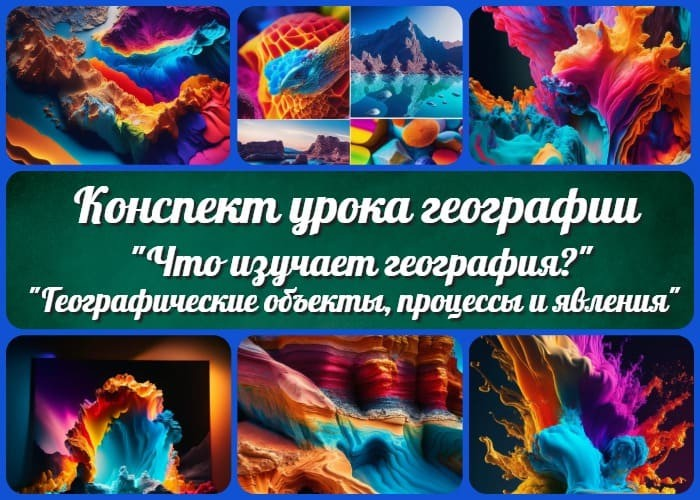 Конспект урока географии
"Что изучает география?"
"Географические объекты, процессы и явления"